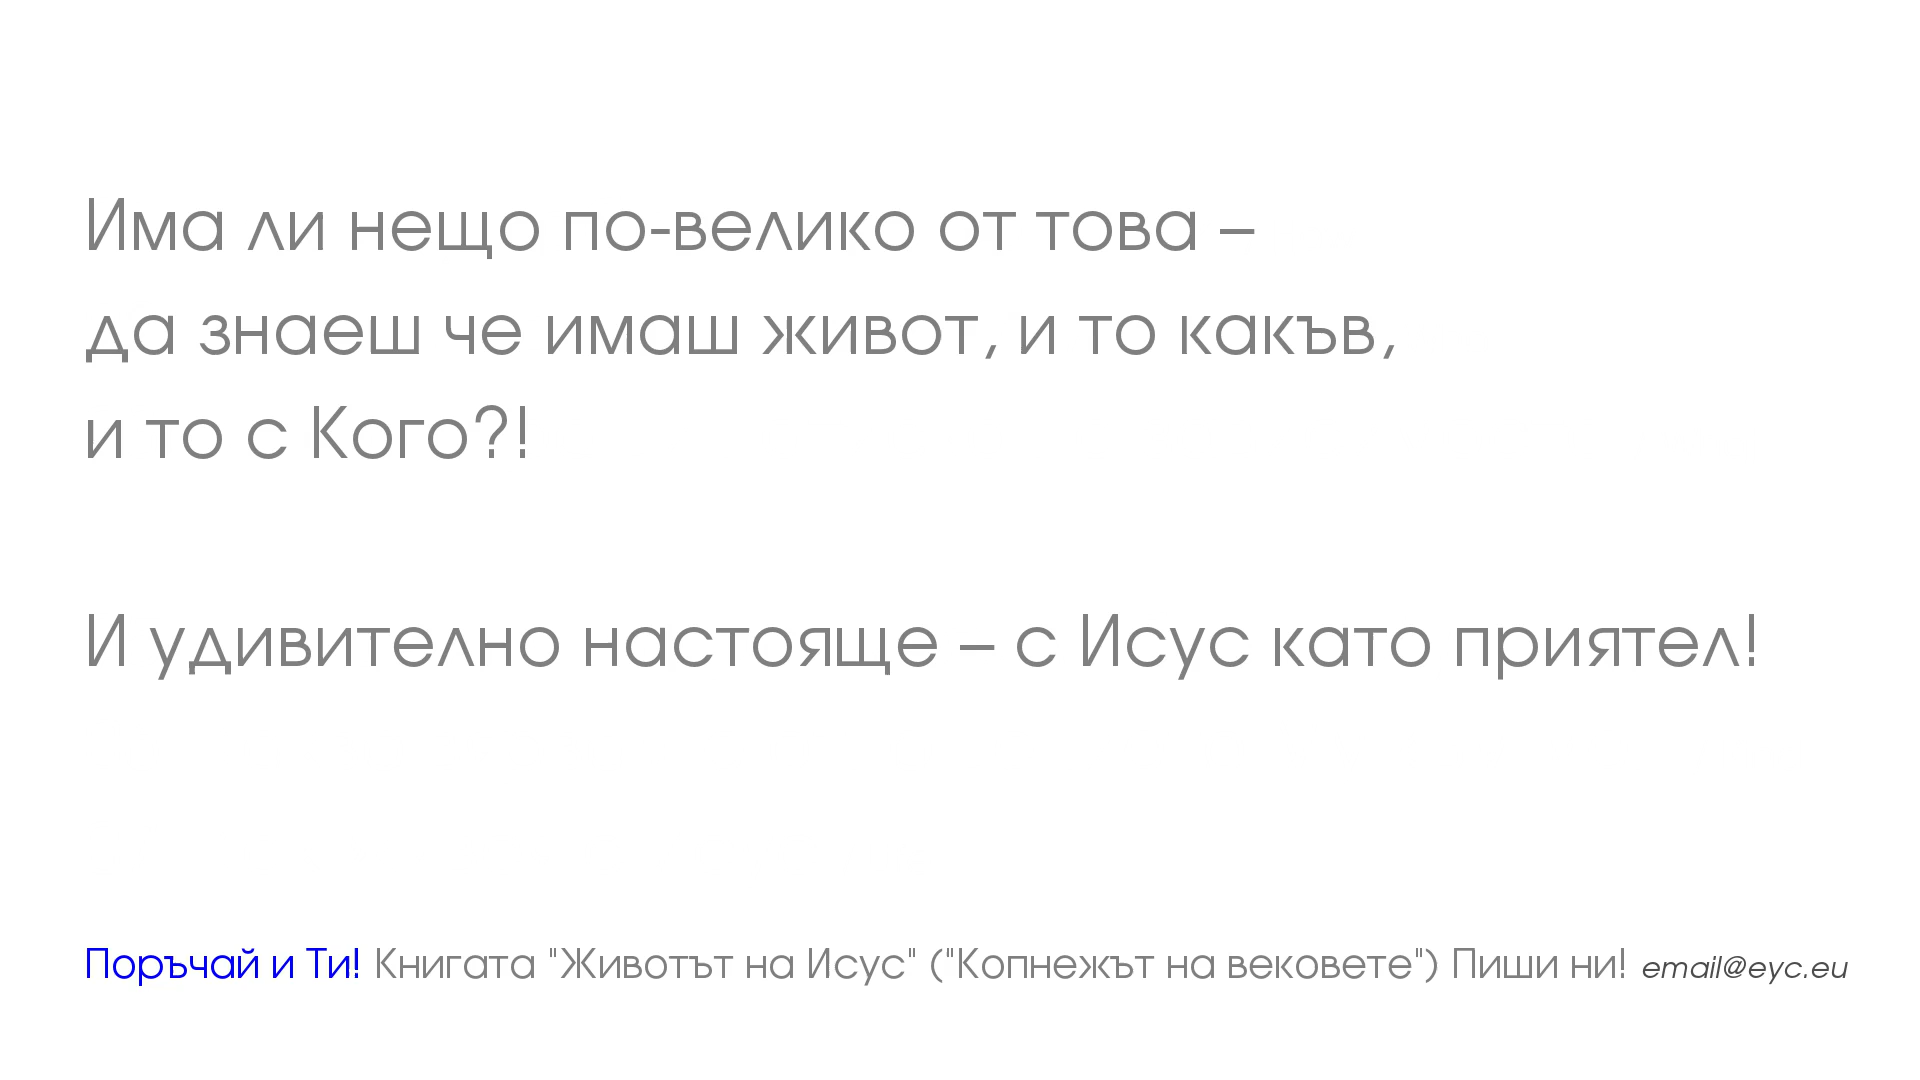 Има ли нещо по-велико от това –
да знаеш че имаш живот, и то какъв,
и то с Кого?!
И удивително настояще – с Исус като приятел!
Поръчай и Ти! Книгата "Животът на Исус" ("Копнежът на вековете") Пиши ни! email@eyc.eu